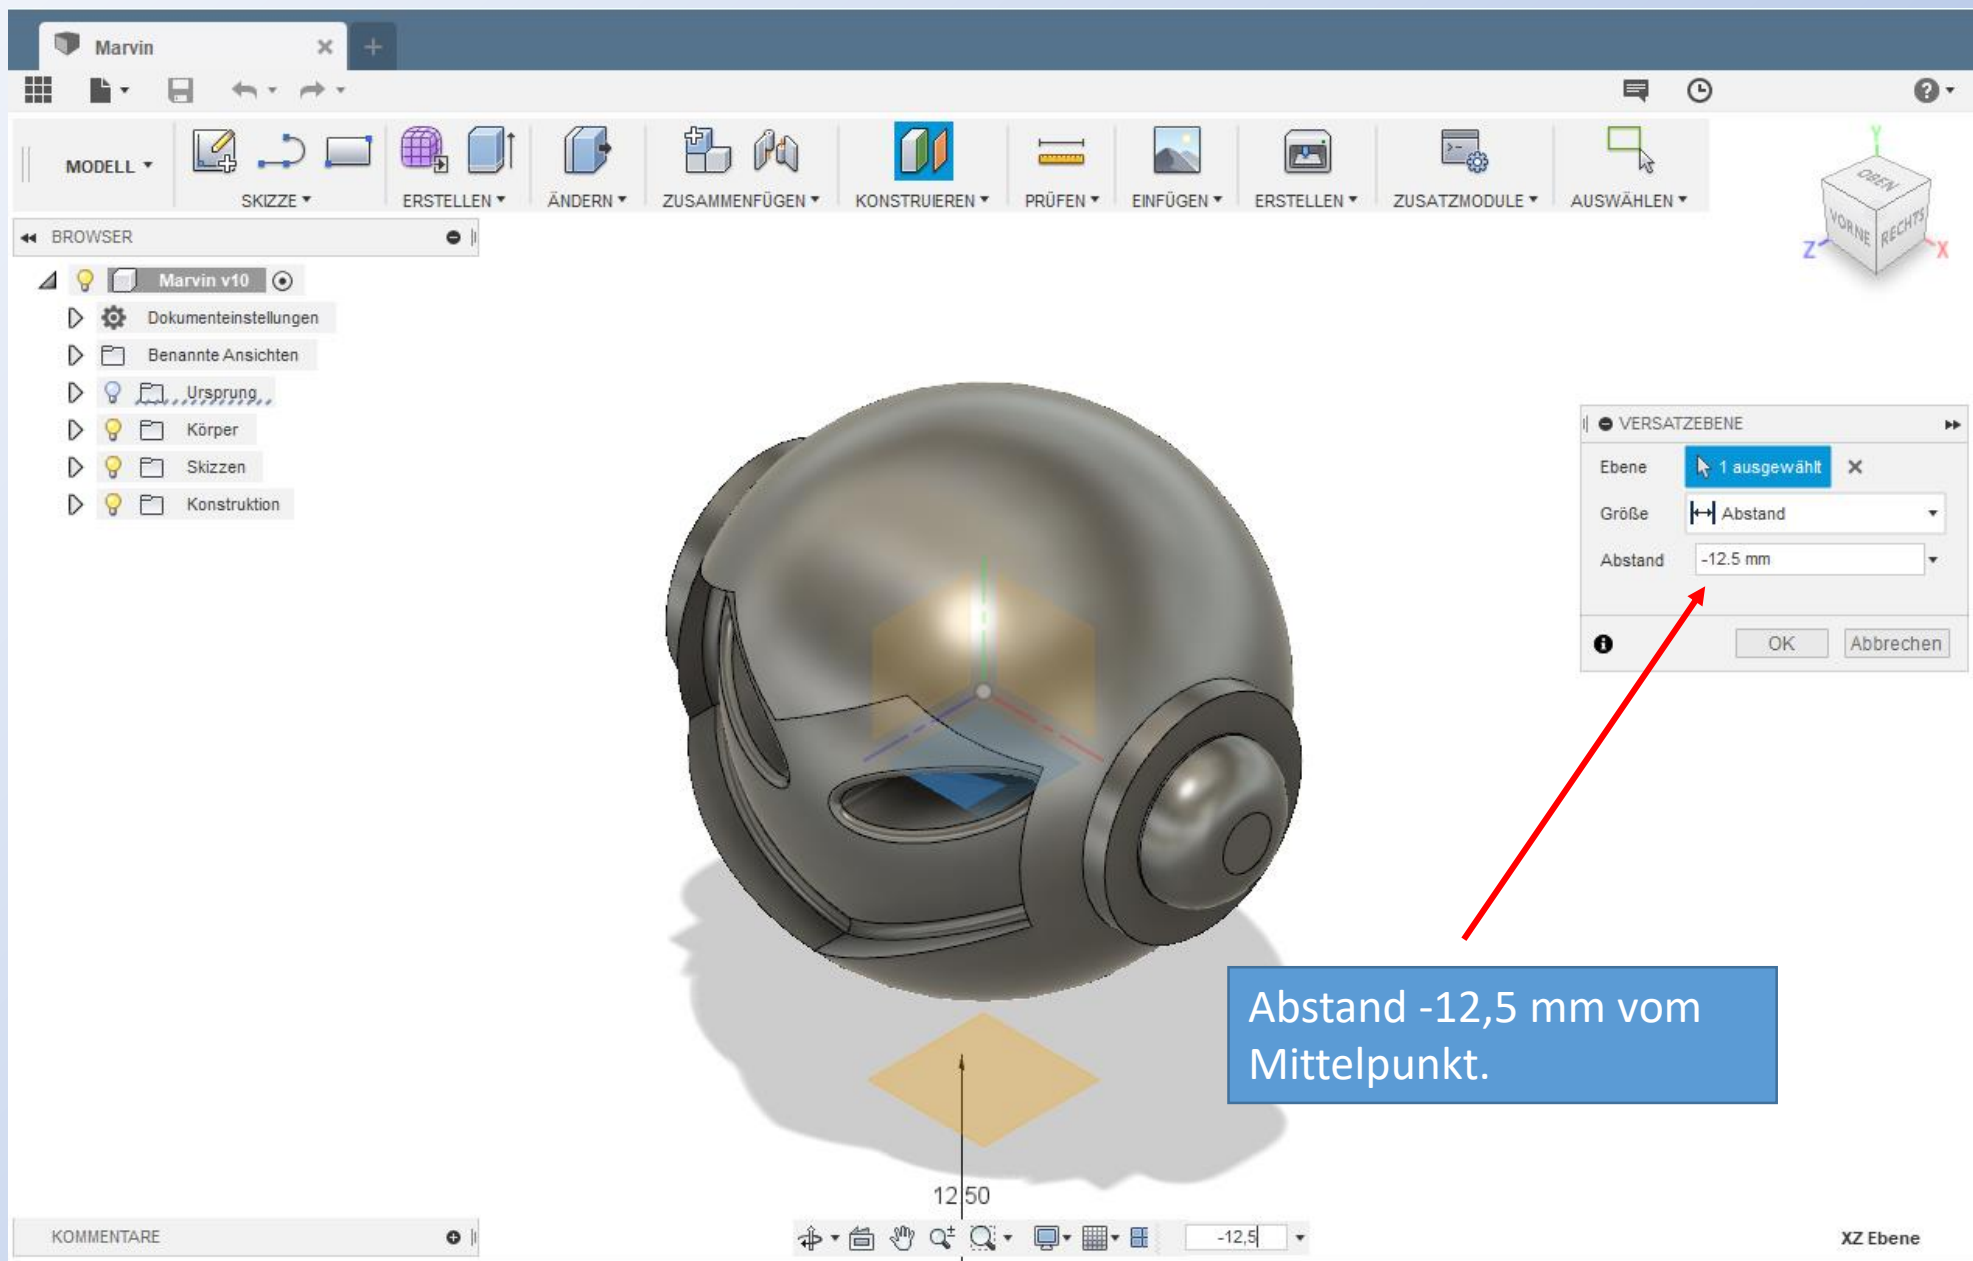 Marvin
MODELL
SKIZZE
ERSTELLEN
ÄNDERN
ZUSAMMENFÜGEN
KONSTRUIEREN
PRÜFEN
EINFÜGEN
ERSTELLEN
ZUSATZMODULE
AUSWÄHLEN
Y
OBEN
VORNE
RECHTS
Z
X
BROWSER
Marvin v10
Dokumenteinstellungen
Benannte Ansichten
Ursprung
Körper
Skizzen
Konstruktion
VERSATZEBENE
Ebene 1 ausgewählt
Größe Abstand
Abstand -12.5 mm
OK Abbrechen
Abstand -12,5 mm vom
Mittelpunkt.
12,50
KOMMENTARE
-12,5
XZ Ebene